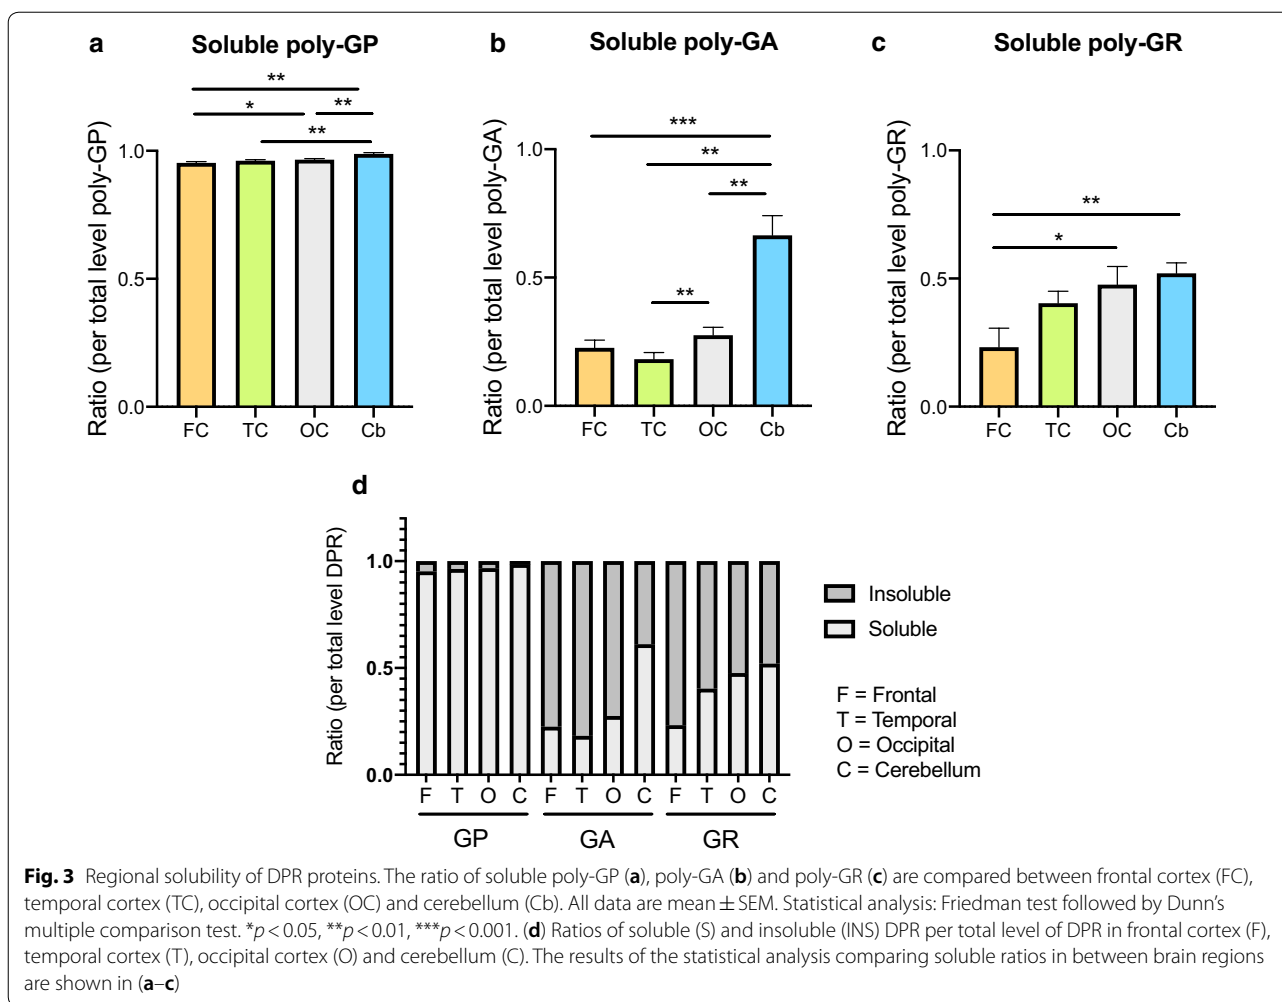 a
Soluble poly-GP
Ratio (per total level poly-GP)
1.0
0.5
0.0
**
*
**
**
FC TC OC Cb
b
Soluble poly-GA
Ratio (per total level poly-GA)
1.0
0.5
0.0
***
**
**
**
FC TC OC Cb
c
Soluble poly-GR
Ratio (per total level poly-GR)
1.0
0.5
0.0
**
*
FC TC OC Cb
d
Ratio (per total level DPR)
1.0
0.5
0.0
F T O C F T O C F T O C
GP GA GR
Insoluble
Soluble
F = Frontal
T = Temporal
O = Occipital
C = Cerebellum
Fig. 3 Regional solubility of DPR proteins. The ratio of soluble poly-GP (a), poly-GA (b) and poly-GR (c) are compared between frontal cortex (FC),
temporal cortex (TC), occipital cortex (OC) and cerebellum (Cb). All data are mean ± SEM. Statistical analysis: Friedman test followed by Dunn's
multiple comparison test. *p < 0.05, **p < 0.01, ***p < 0.001. (d) Ratios of soluble (S) and insoluble (INS) DPR per total level of DPR in frontal cortex (F),
temporal cortex (T), occipital cortex (O) and cerebellum (C). The results of the statistical analysis comparing soluble ratios in between brain regions
are shown in (a–c)